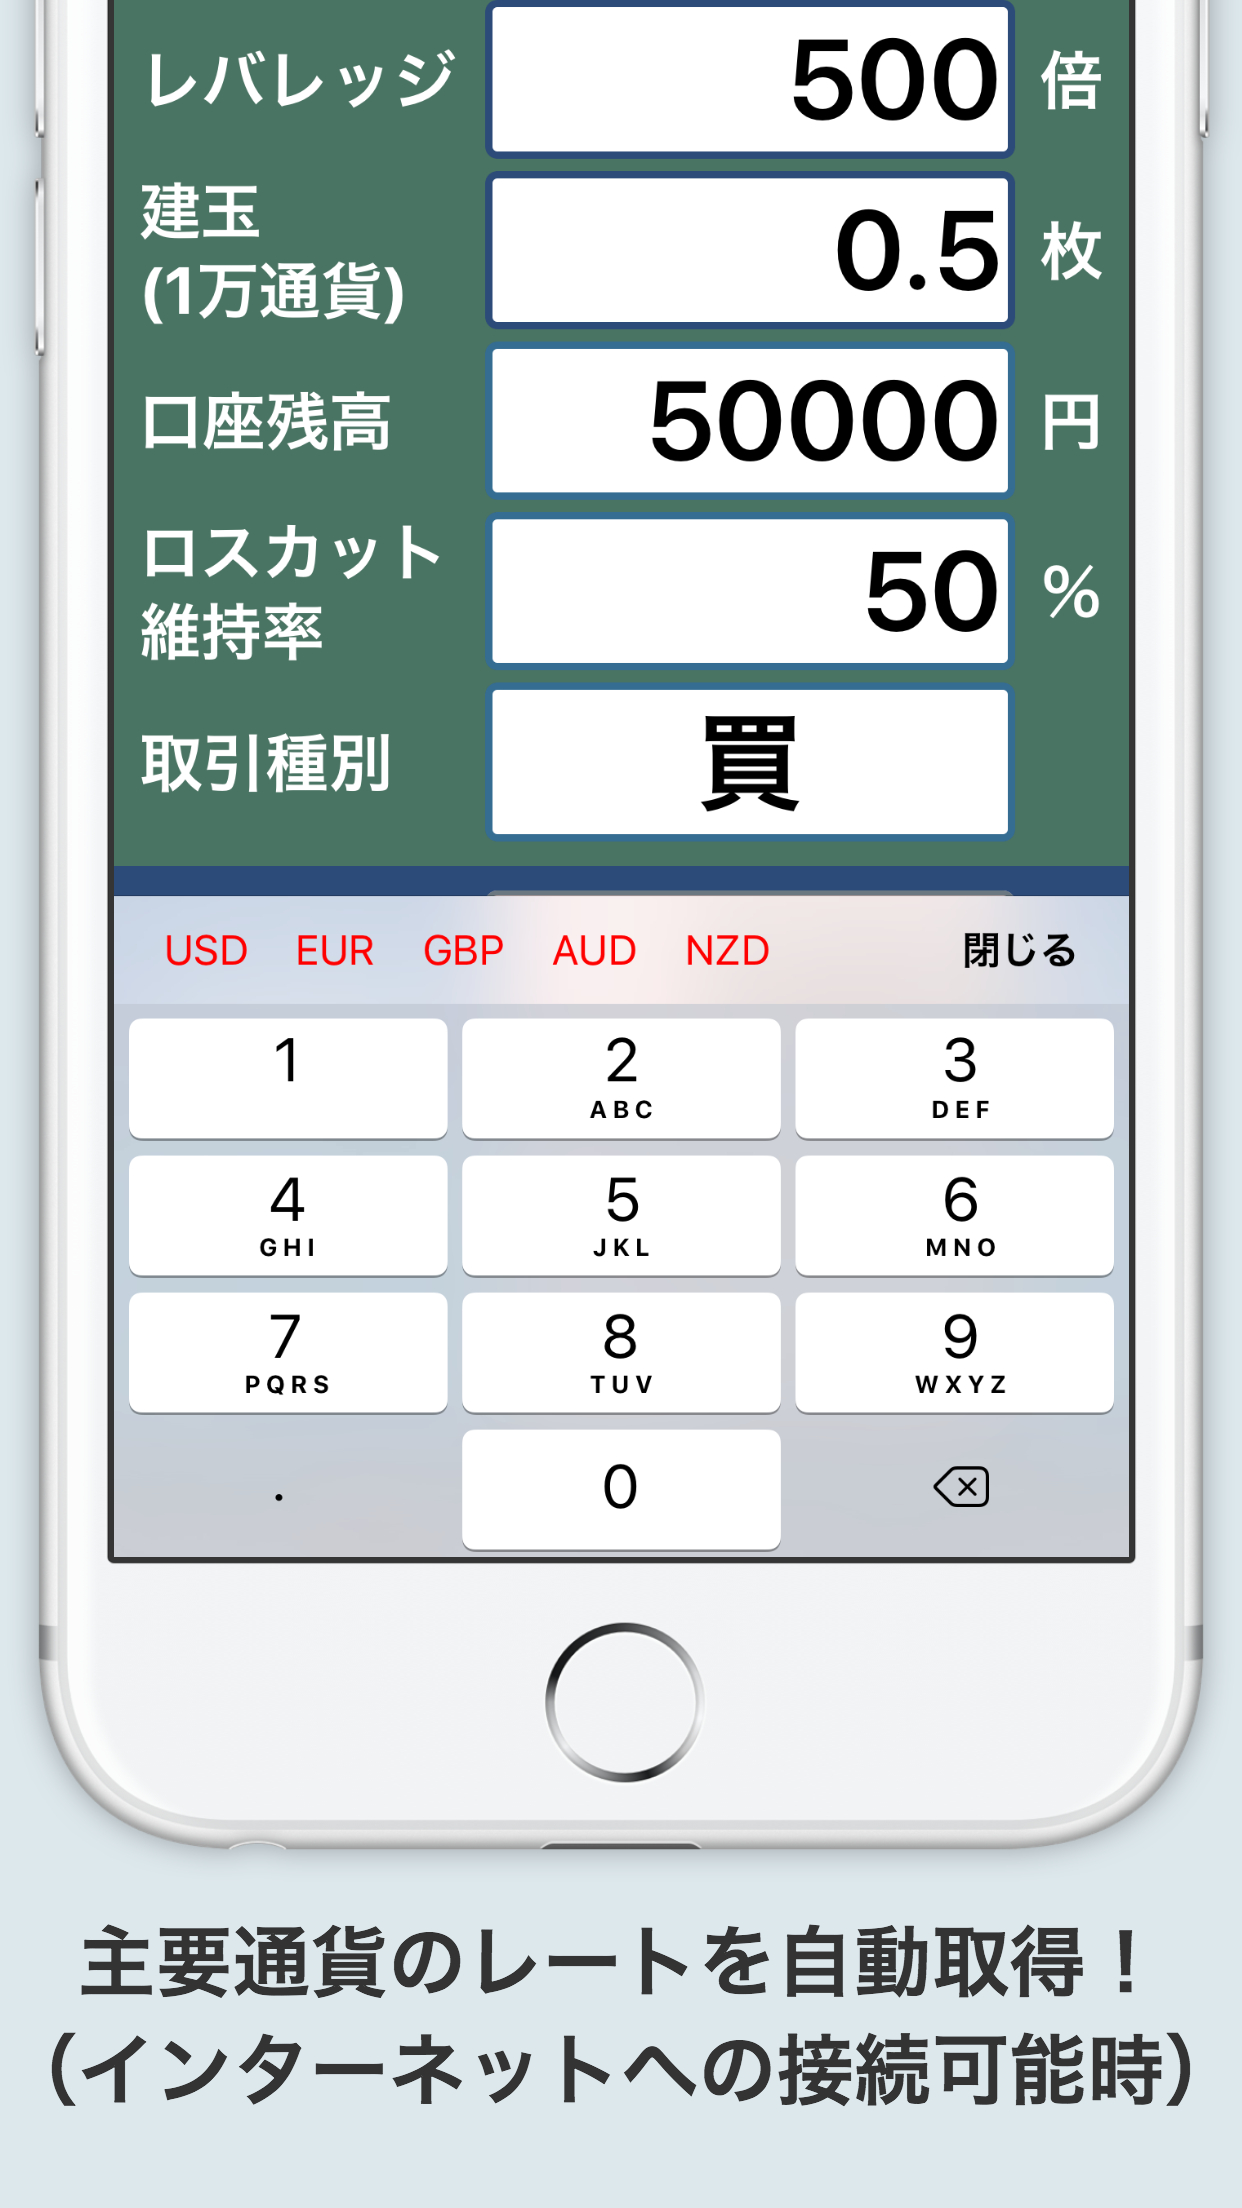 レバレッジ 500 倍
建玉
(1万通貨) 0.5 枚
口座残高 50000 円
ロスカット
維持率 50 %
取引種別 買
USD EUR GBP AUD NZD 閉じる
1 2 3
ABC DEF
4 5 6
GHI JKL MNO
7 8 9
PQRS TUV WXYZ
. 0
主要通貨のレートを自動取得！
（インターネットへの接続可能時）